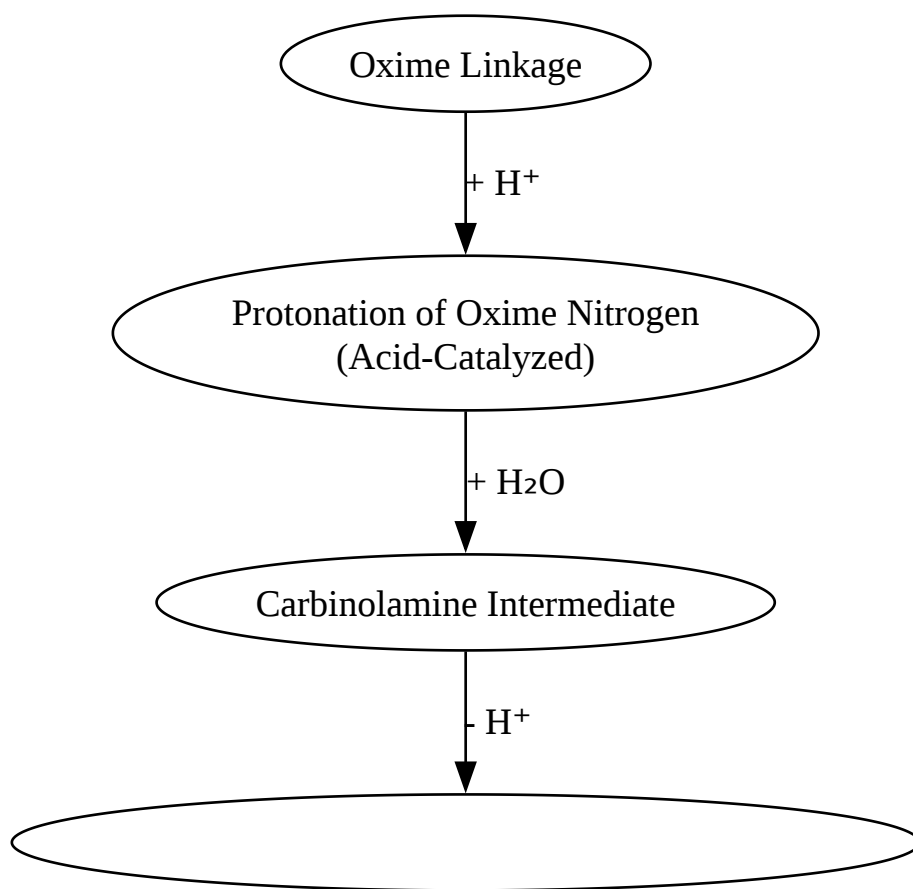 Oxime Linkage
+ H⁺
Protonation of Oxime Nitrogen
(Acid-Catalyzed)
+ H₂O
Carbinolamine Intermediate
- H⁺